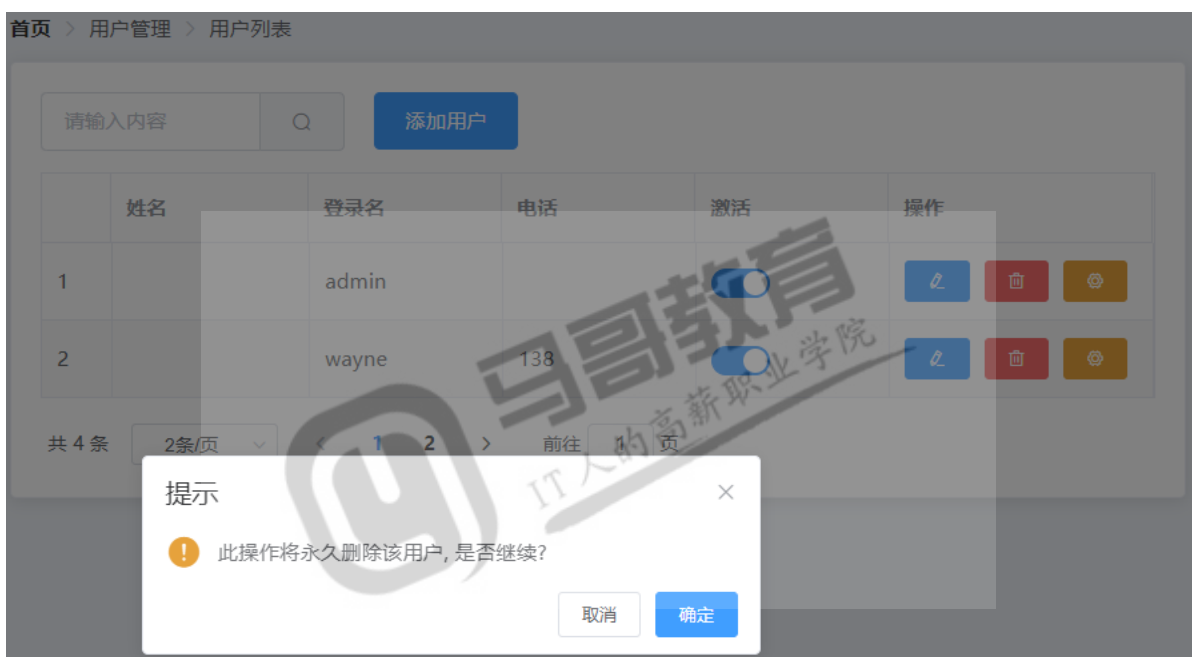 首页 > 用户管理 > 用户列表
请输入内容 添加用户
姓名 登录名 电话 激活 操作
1 admin
2 wayne 138
共 4 条 2条/页 < 1 2 > 前往 1 页
马哥教育
IT人的高薪职业学院
提示
此操作将永久删除该用户, 是否继续?
取消 确定